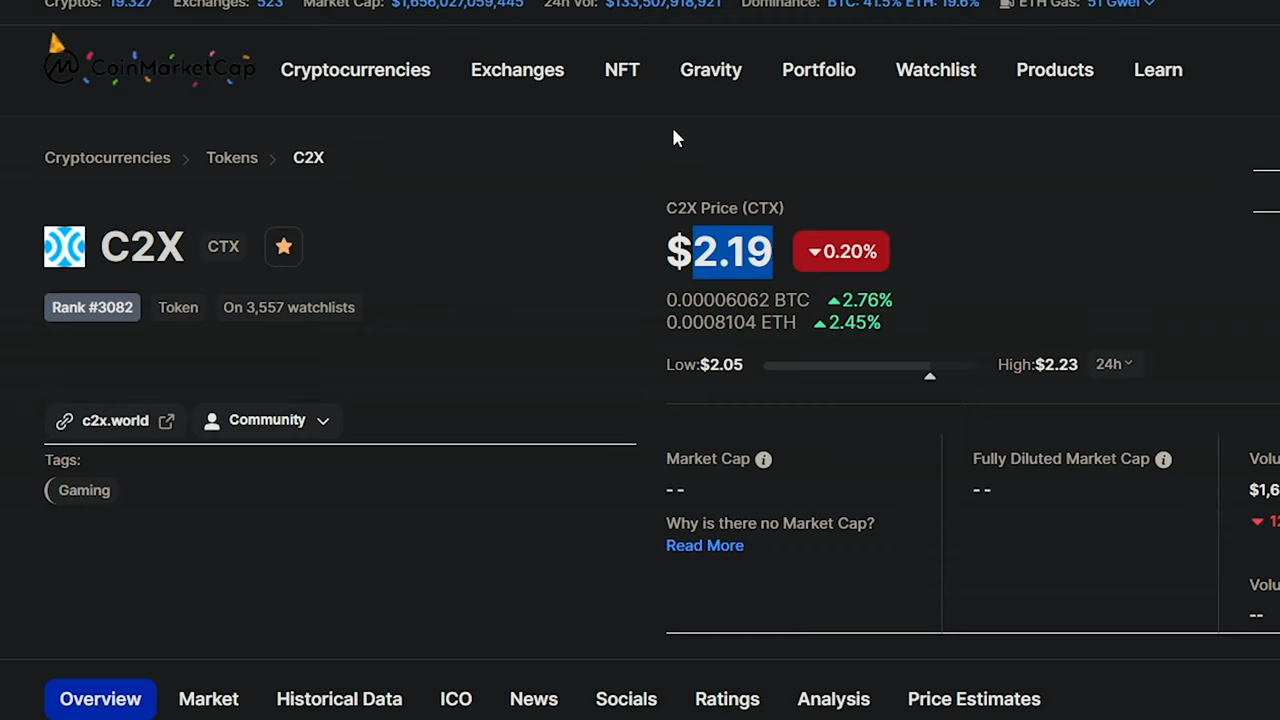 Cryptos: 19.327 Exchanges: 523 Market Cap: $1,656,027,059,445 24h Vol: $133,507,918,921 Dominance: BTC: 41.5% ETH: 19.6% ETH Gas: 51 Gwei
CoinMarketCap Cryptocurrencies Exchanges NFT Gravity Portfolio Watchlist Products Learn
Cryptocurrencies Tokens C2X
C2X CTX
Rank #3082 Token On 3,557 watchlists
c2x.world Community
Tags:
Gaming
C2X Price (CTX)
$2.19 0.20%
0.00006062 BTC 2.76%
0.0008104 ETH 2.45%
Low:$2.05 High:$2.23 24h
Market Cap
- -
Why is there no Market Cap?
Read More
Fully Diluted Market Cap
- -
Overview Market Historical Data ICO News Socials Ratings Analysis Price Estimates